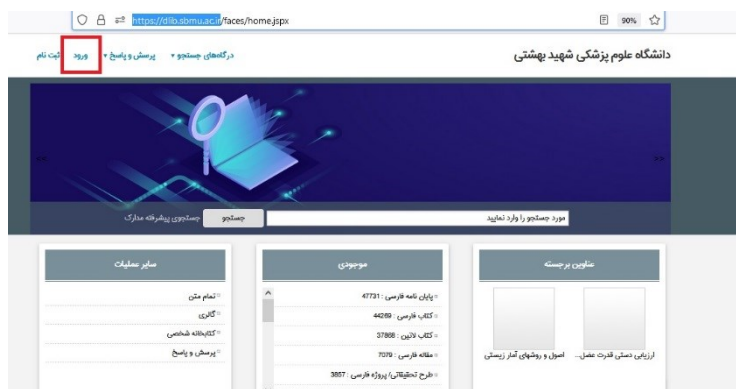 https://dlib.sbmu.ac.ir/faces/home.jspx
90%
دانشگاه علوم پزشکی شهید بهشتی
درگاه‌های جستجو
پرسش و پاسخ
ورود
ثبت نام
<<
>>
مورد جستجو را وارد نمایید
جستجو
جستجوی پیشرفته مدارک
عناوین برجسته
ارزیابی دستی قدرت عضل...
اصول و روشهای آمار زیستی
موجودی
پایان نامه فارسی : 47731
کتاب فارسی : 44269
کتاب لاتین : 37868
مقاله فارسی : 7079
طرح تحقیقاتی/ پروژه فارسی : 3857
سایر عملیات
تمام متن
گالری
کتابخانه شخصی
پرسش و پاسخ